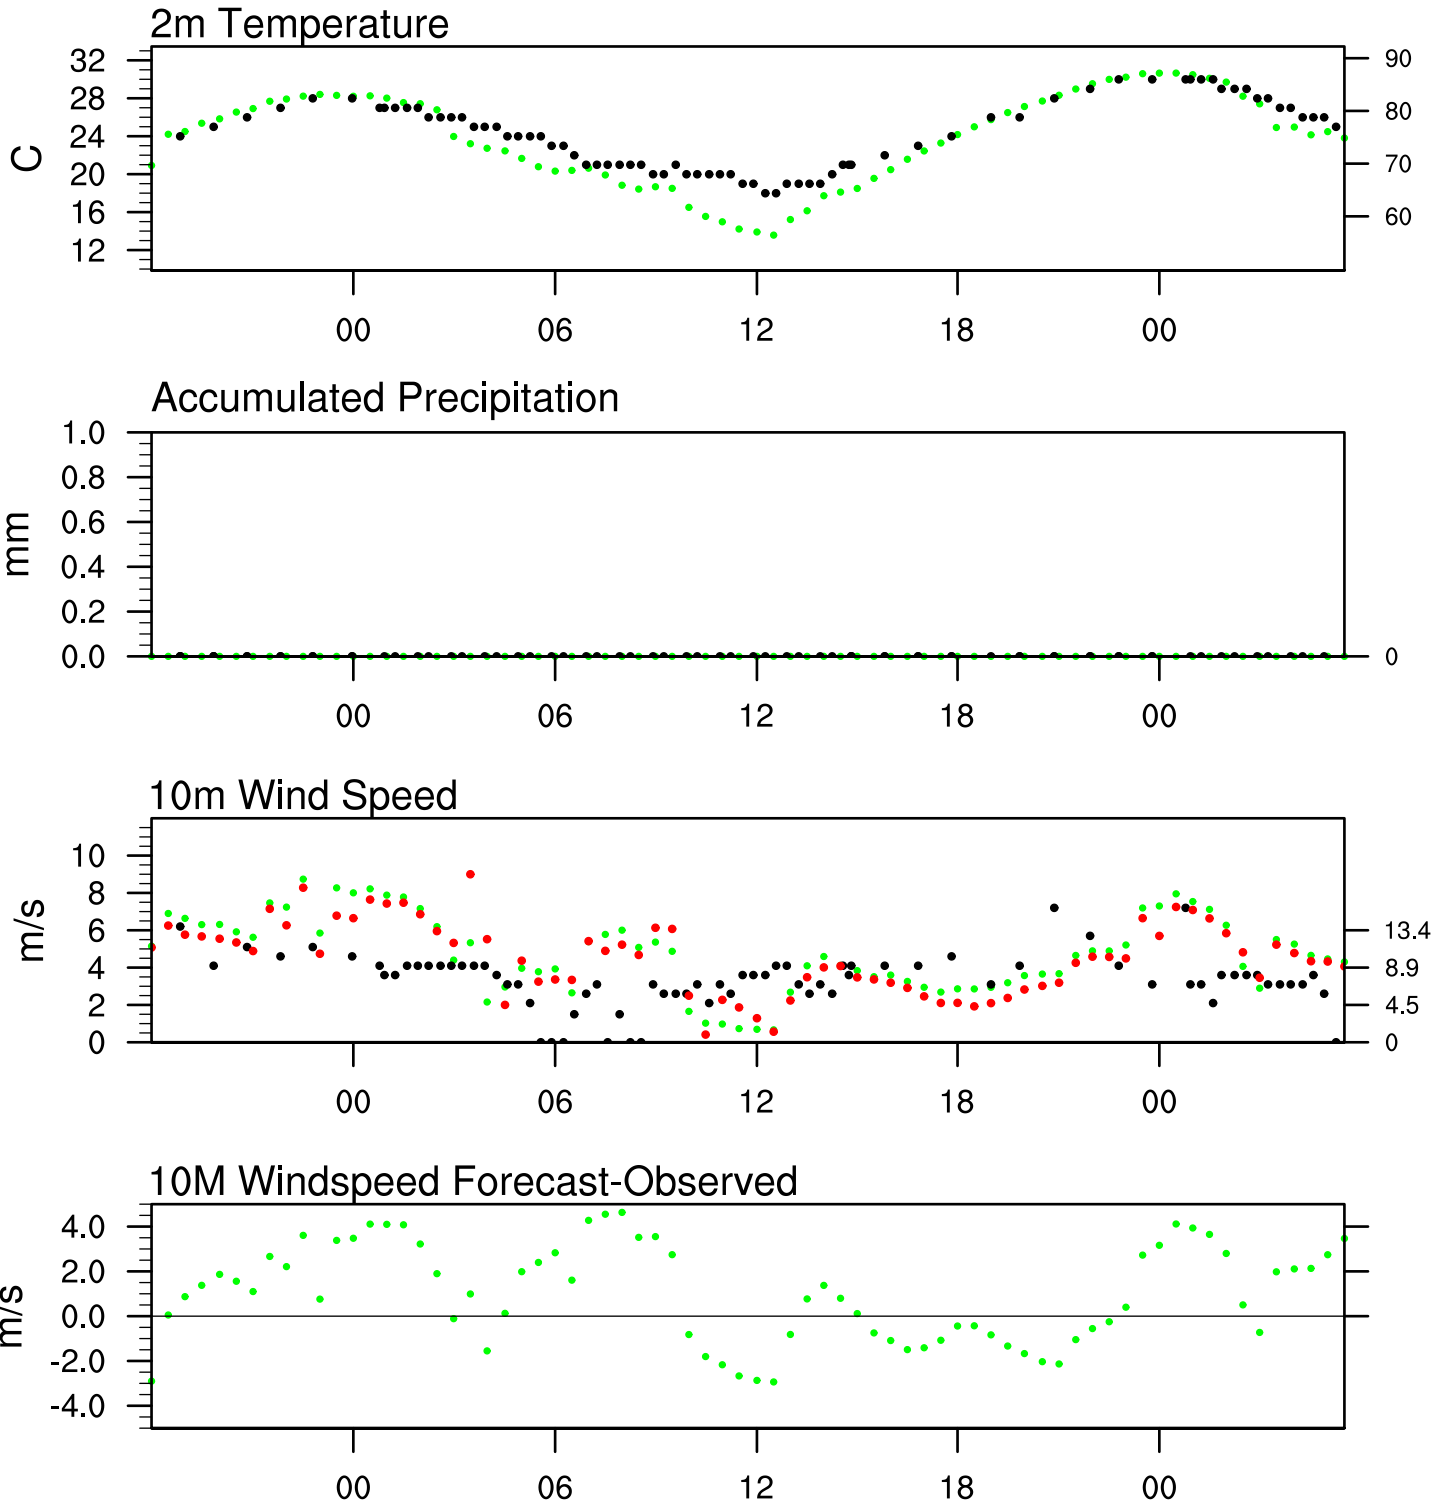 2m Temperature
32
28
24
20
16
12
C
90
80
70
60
00 06 12 18 00
Accumulated Precipitation
1.0
0.8
0.6
0.4
0.2
0.0
mm
0
00 06 12 18 00
10m Wind Speed
10
8
6
4
2
0
m/s
13.4
8.9
4.5
0
00 06 12 18 00
10M Windspeed Forecast-Observed
4.0
2.0
0.0
-2.0
-4.0
m/s
00 06 12 18 00